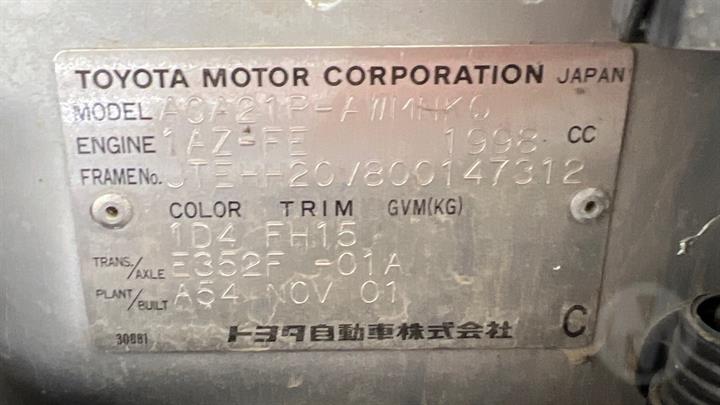 TOYOTA MOTOR CORPORATION JAPAN
MODEL ACA21R-AWMNKQ
ENGINE 1AZ-FE 1998 CC
FRAME No. JTEHH20V800147312
COLOR TRIM GVM(KG)
1D4 FH15
TRANS./AXLE E352F -01A
PLANT/BUILT A54 NOV 01
30881
トヨタ自動車株式会社 C